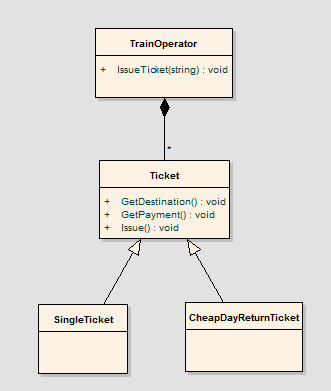 TrainOperator
+ IssueTicket(string) : void
*
Ticket
+ GetDestination() : void
+ GetPayment() : void
+ Issue() : void
SingleTicket
CheapDayReturnTicket